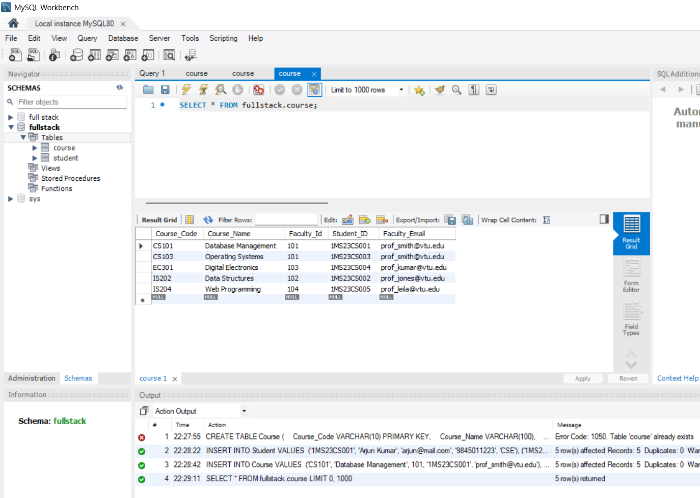 MySQL Workbench
Local instance MySQL80 ×
File Edit View Query Database Server Tools Scripting Help
Navigator
SCHEMAS
Filter objects
full stack
fullstack
Tables
course
student
Views
Stored Procedures
Functions
sys
Administration Schemas
Information
Schema: fullstack
Query 1 course course course ×
Limit to 1000 rows
1 SELECT * FROM fullstack.course;
Result Grid Filter Rows: Edit: Export/Import: Wrap Cell Content:
Course_Code Course_Name Faculty_Id Student_ID Faculty_Email
CS101 Database Management 101 1MS23CS001 prof_smith@vtu.edu
CS103 Operating Systems 101 1MS23CS003 prof_smith@vtu.edu
EC301 Digital Electronics 103 1MS23CS004 prof_kumar@vtu.edu
IS202 Data Structures 102 1MS23CS002 prof_jones@vtu.edu
IS204 Web Programming 104 1MS23CS005 prof_leila@vtu.edu
NULL NULL NULL NULL NULL
Result Grid
Form Editor
Field Types
course 1 × Apply Revert
SQLAdditions
Context Help
Output
Action Output
# Time Action Message
1 22:27:55 CREATE TABLE Course ( Course_Code VARCHAR(10) PRIMARY KEY, Course_Name VARCHAR(100), ... Error Code: 1050. Table 'course' already exists
2 22:28:22 INSERT INTO Student VALUES ('1MS23CS001', 'Arjun Kumar', 'arjun@mail.com', '9845011223', 'CSE'), ('1MS2... 5 row(s) affected Records: 5 Duplicates: 0
3 22:28:42 INSERT INTO Course VALUES ('CS101', 'Database Management', 101, '1MS23CS001', 'prof_smith@vtu.edu'), ... 5 row(s) affected Records: 5 Duplicates: 0
4 22:29:11 SELECT * FROM fullstack.course LIMIT 0, 1000 5 row(s) returned